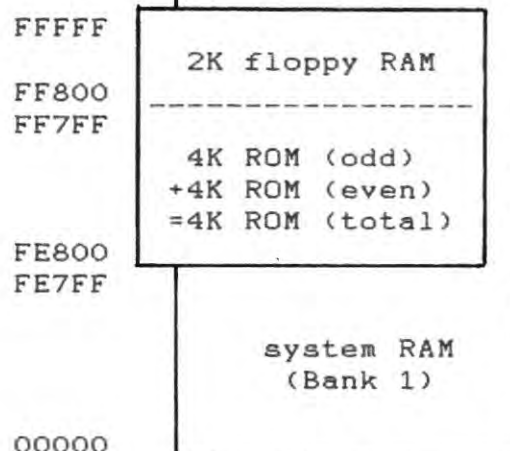 FFFFF
2K floppy RAM
FF800
FF7FF
4K ROM (odd)
+4K ROM (even)
=4K ROM (total)
FE800
FE7FF
system RAM
(Bank 1)
00000